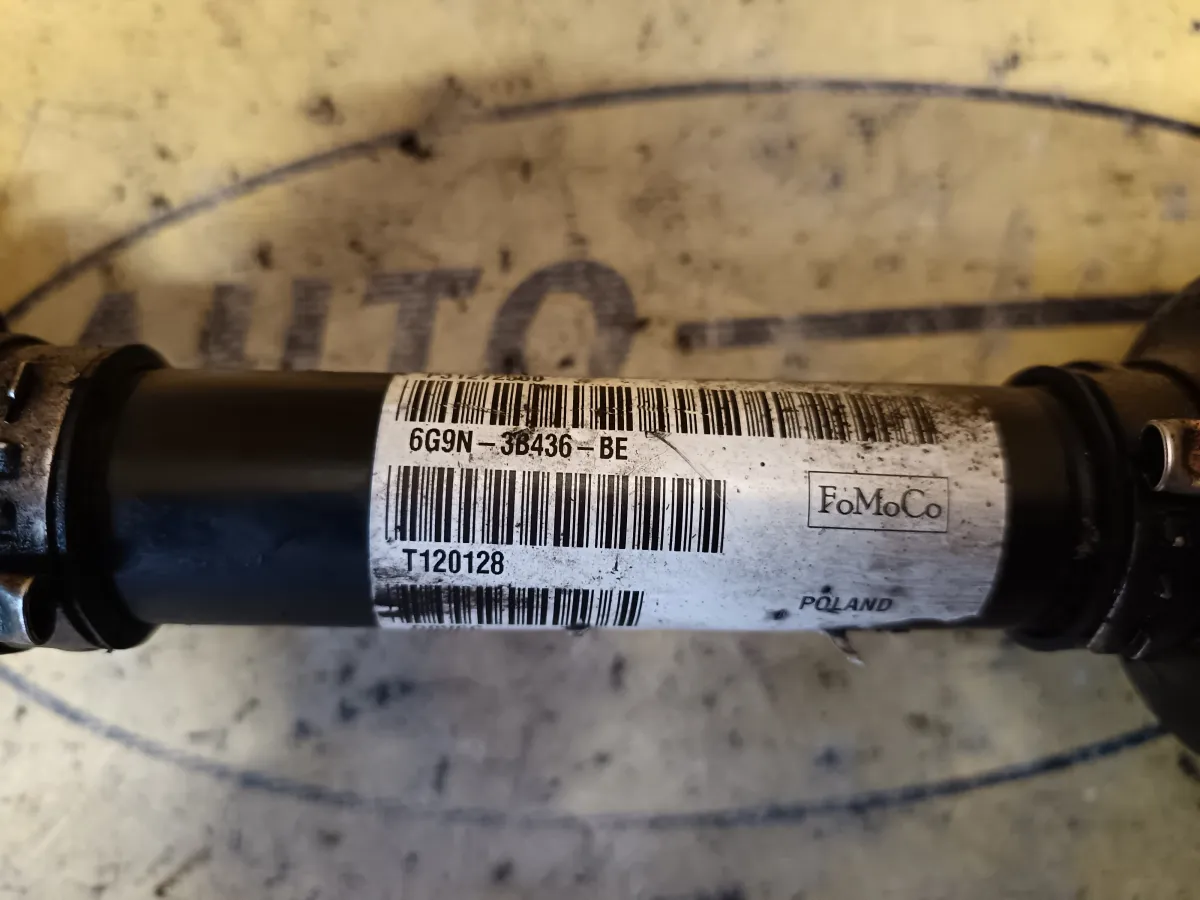 AUTO
6G9N-3B436-BE
FoMoCo
T120128
POLAND